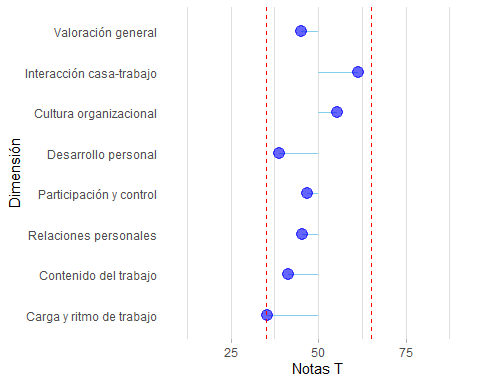 Valoración general
Interacción casa-trabajo
Cultura organizacional
Desarrollo personal
Participación y control
Relaciones personales
Contenido del trabajo
Carga y ritmo de trabajo
Dimensión
25 50 75
Notas T